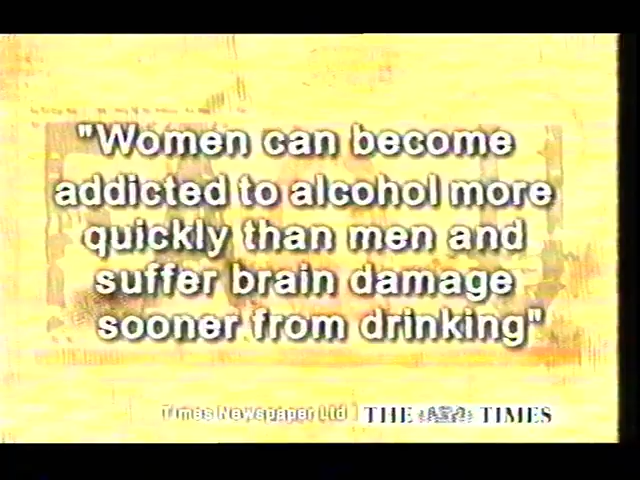 "Women can become
addicted to alcohol more
quickly than men and
suffer brain damage
sooner from drinking"
Times Newspaper Ltd THE TIMES